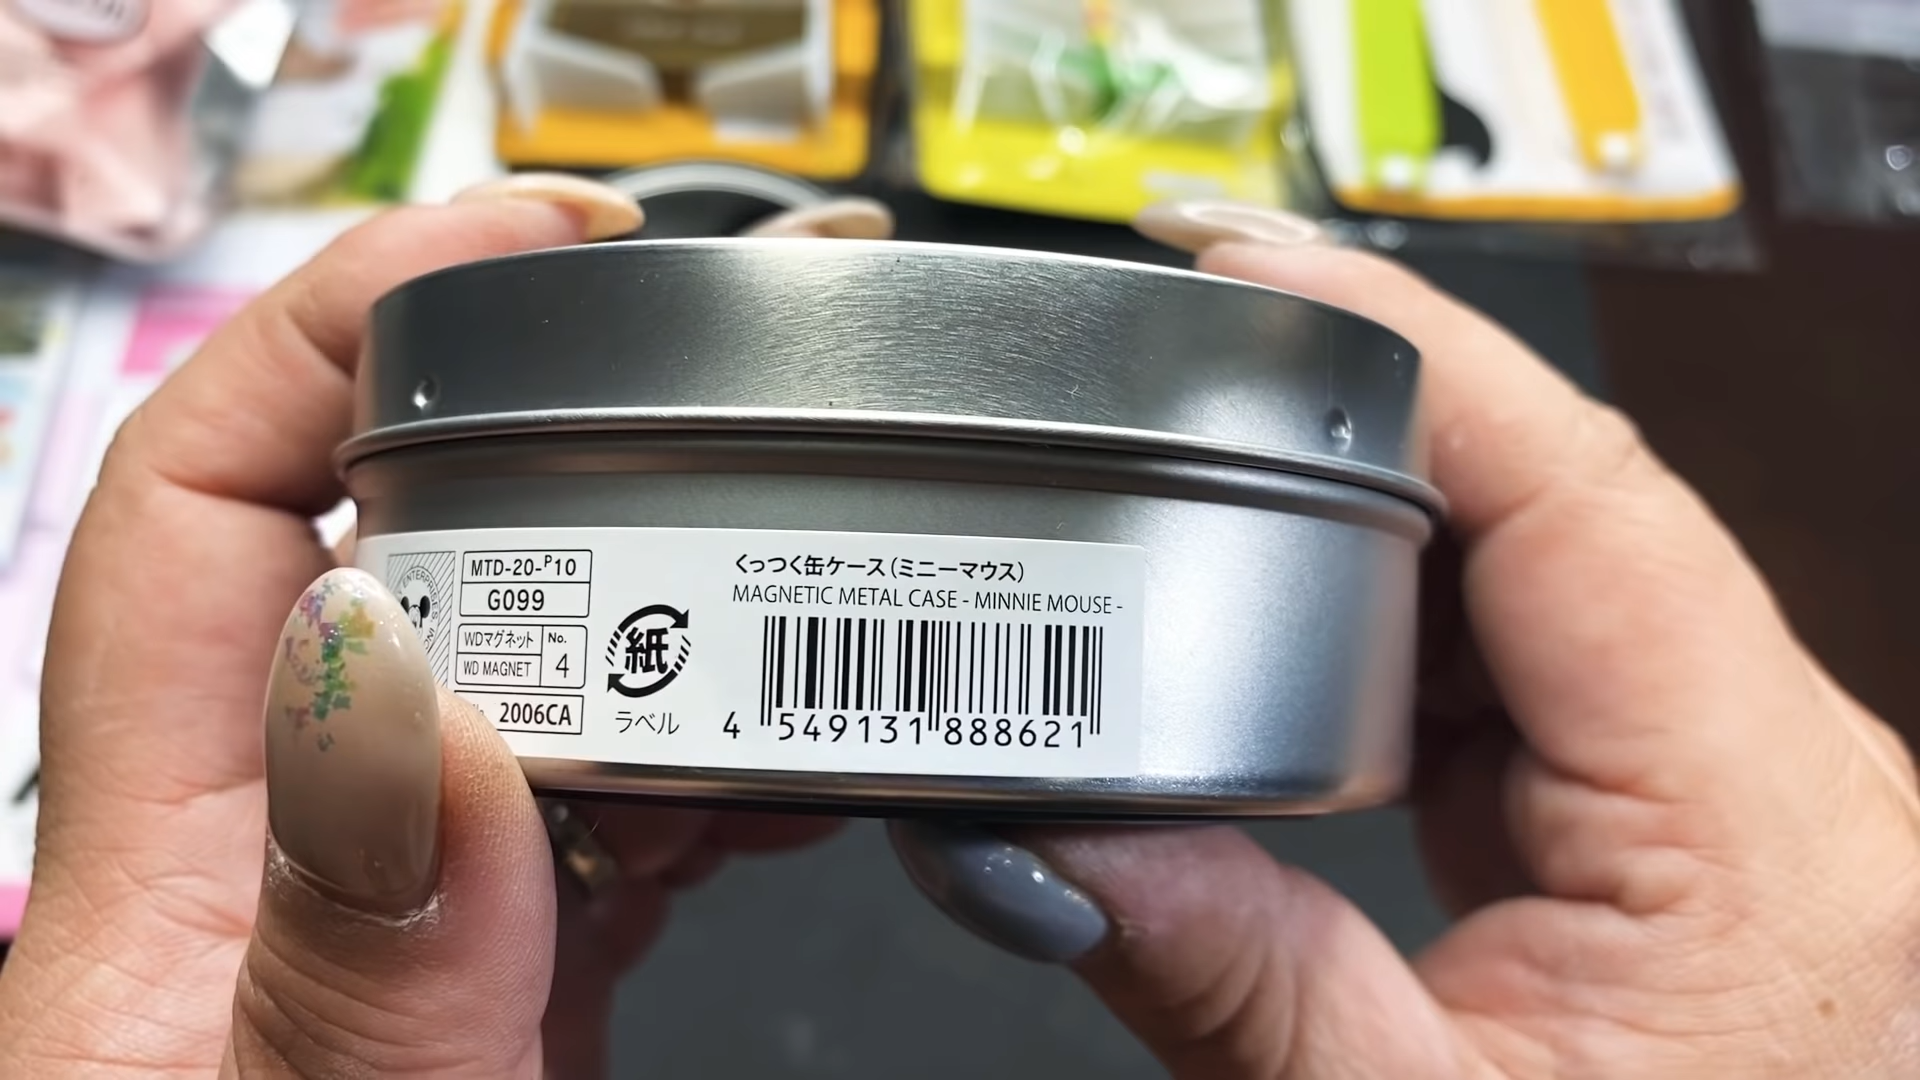 ENTERPRISES
MTD-20-P10
G099
WDマグネット
WD MAGNET
No.
4
2006CA
紙
ラベル
くっつく缶ケース(ミニーマウス)
MAGNETIC METAL CASE - MINNIE MOUSE -
4 549131 888621